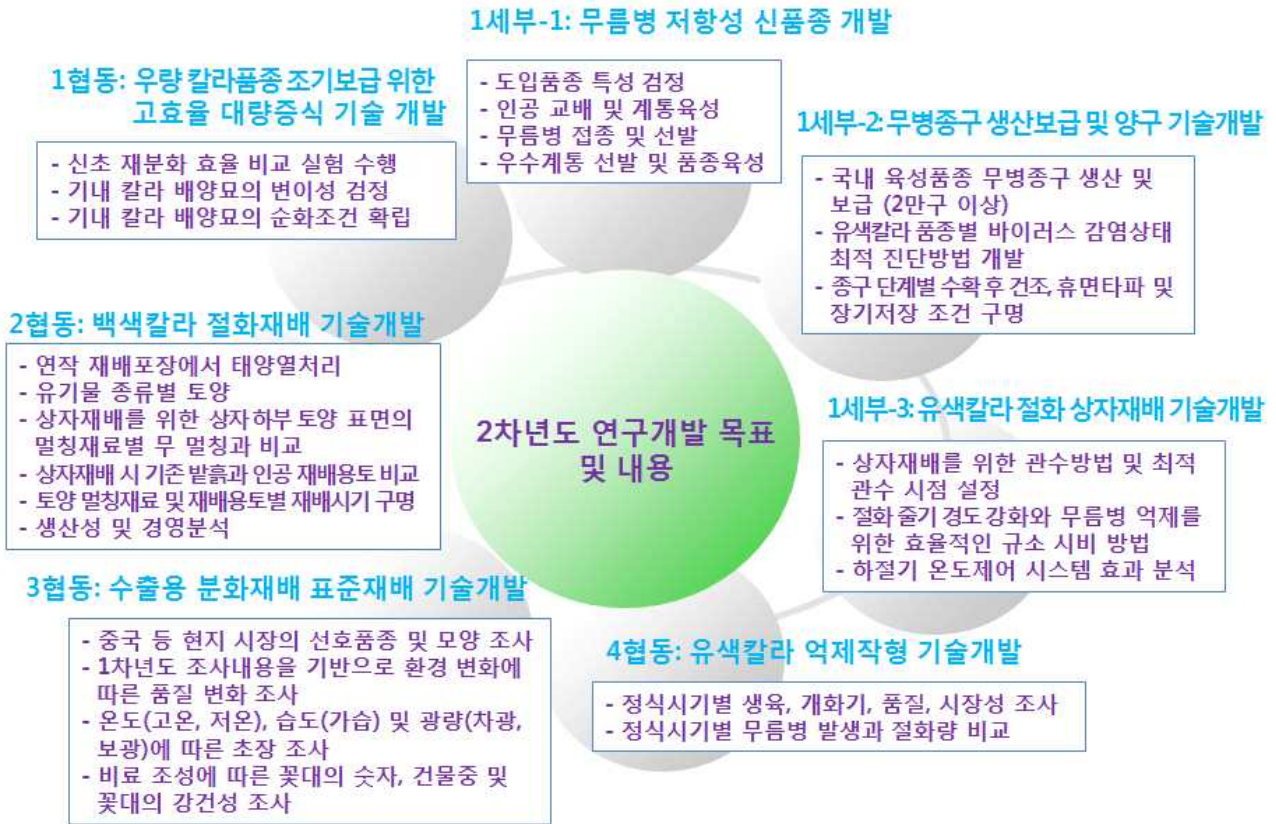 1세부-1: 무름병 저항성 신품종 개발
- 도입품종 특성 검정
- 인공 교배 및 계통육성
- 무름병 접종 및 선발
- 우수계통 선발 및 품종육성
1협동: 우량 칼라품종 조기보급 위한
고효율 대량증식 기술 개발
- 신초 재분화 효율 비교 실험 수행
- 기내 칼라 배양묘의 변이성 검정
- 기내 칼라 배양묘의 순화조건 확립
1세부-2: 무병종구 생산보급 및 양구 기술개발
- 국내 육성품종 무병종구 생산 및
보급 (2만구 이상)
- 유색칼라 품종별 바이러스 감염상태
최적 진단방법 개발
- 종구 단계별 수확 후 건조, 휴면타파 및
장기저장 조건 구명
2협동: 백색칼라 절화재배 기술개발
- 연작 재배포장에서 태양열처리
- 유기물 종류별 토양
- 상자재배를 위한 상자하부 토양 표면의
멀칭재료별 무 멀칭과 비교
- 상자재배 시 기존 밭흙과 인공 재배용토 비교
- 토양 멀칭재료 및 재배용토별 재배시기 구명
- 생산성 및 경영분석
2차년도 연구개발 목표
및 내용
1세부-3: 유색칼라 절화 상자재배 기술개발
- 상자재배를 위한 관수방법 및 최적
관수 시점 설정
- 절화 줄기 경도 강화와 무름병 억제를
위한 효율적인 규소 시비 방법
- 하절기 온도제어 시스템 효과 분석
3협동: 수출용 분화재배 표준재배 기술개발
- 중국 등 현지 시장의 선호품종 및 모양 조사
- 1차년도 조사내용을 기반으로 환경 변화에
따른 품질 변화 조사
- 온도(고온, 저온), 습도(가습) 및 광량(차광,
보광)에 따른 초장 조사
- 비료 조성에 따른 꽃대의 숫자, 건물중 및
꽃대의 강건성 조사
4협동: 유색칼라 억제작형 기술개발
- 정식시기별 생육, 개화기, 품질, 시장성 조사
- 정식시기별 무름병 발생과 절화량 비교